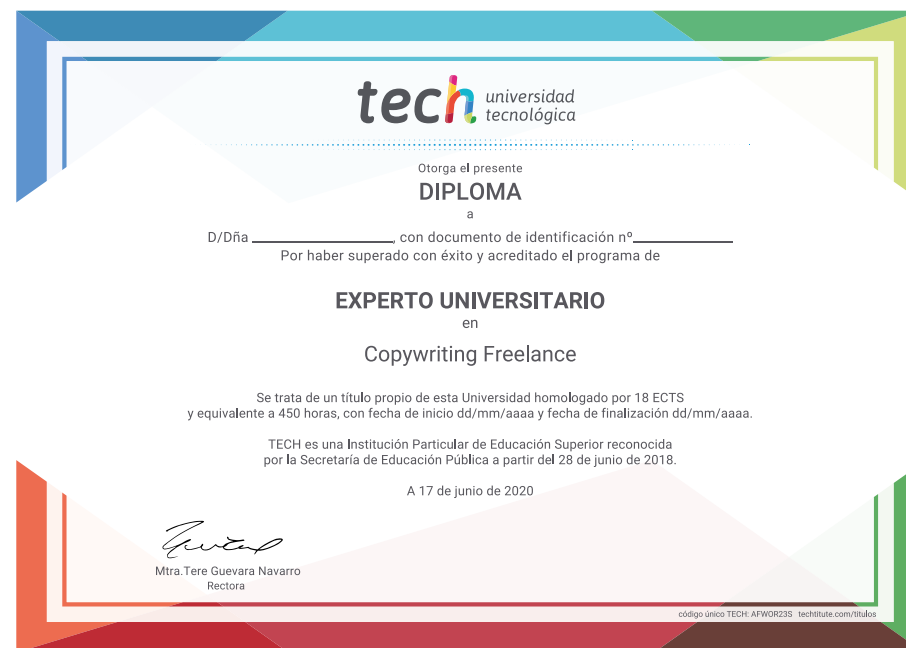 tech universidad
tecnológica
Otorga el presente
DIPLOMA
a
D/Dña ____________, con documento de identificación nº____________
Por haber superado con éxito y acreditado el programa de
EXPERTO UNIVERSITARIO
en
Copywriting Freelance
Se trata de un título propio de esta Universidad homologado por 18 ECTS
y equivalente a 450 horas, con fecha de inicio dd/mm/aaaa y fecha de finalización dd/mm/aaaa.
TECH es una Institución Particular de Educación Superior reconocida
por la Secretaría de Educación Pública a partir del 28 de junio de 2018.
A 17 de junio de 2020
Mtra.Tere Guevara Navarro
Rectora
código único TECH: AFWOR23S techtitute.com/titulos